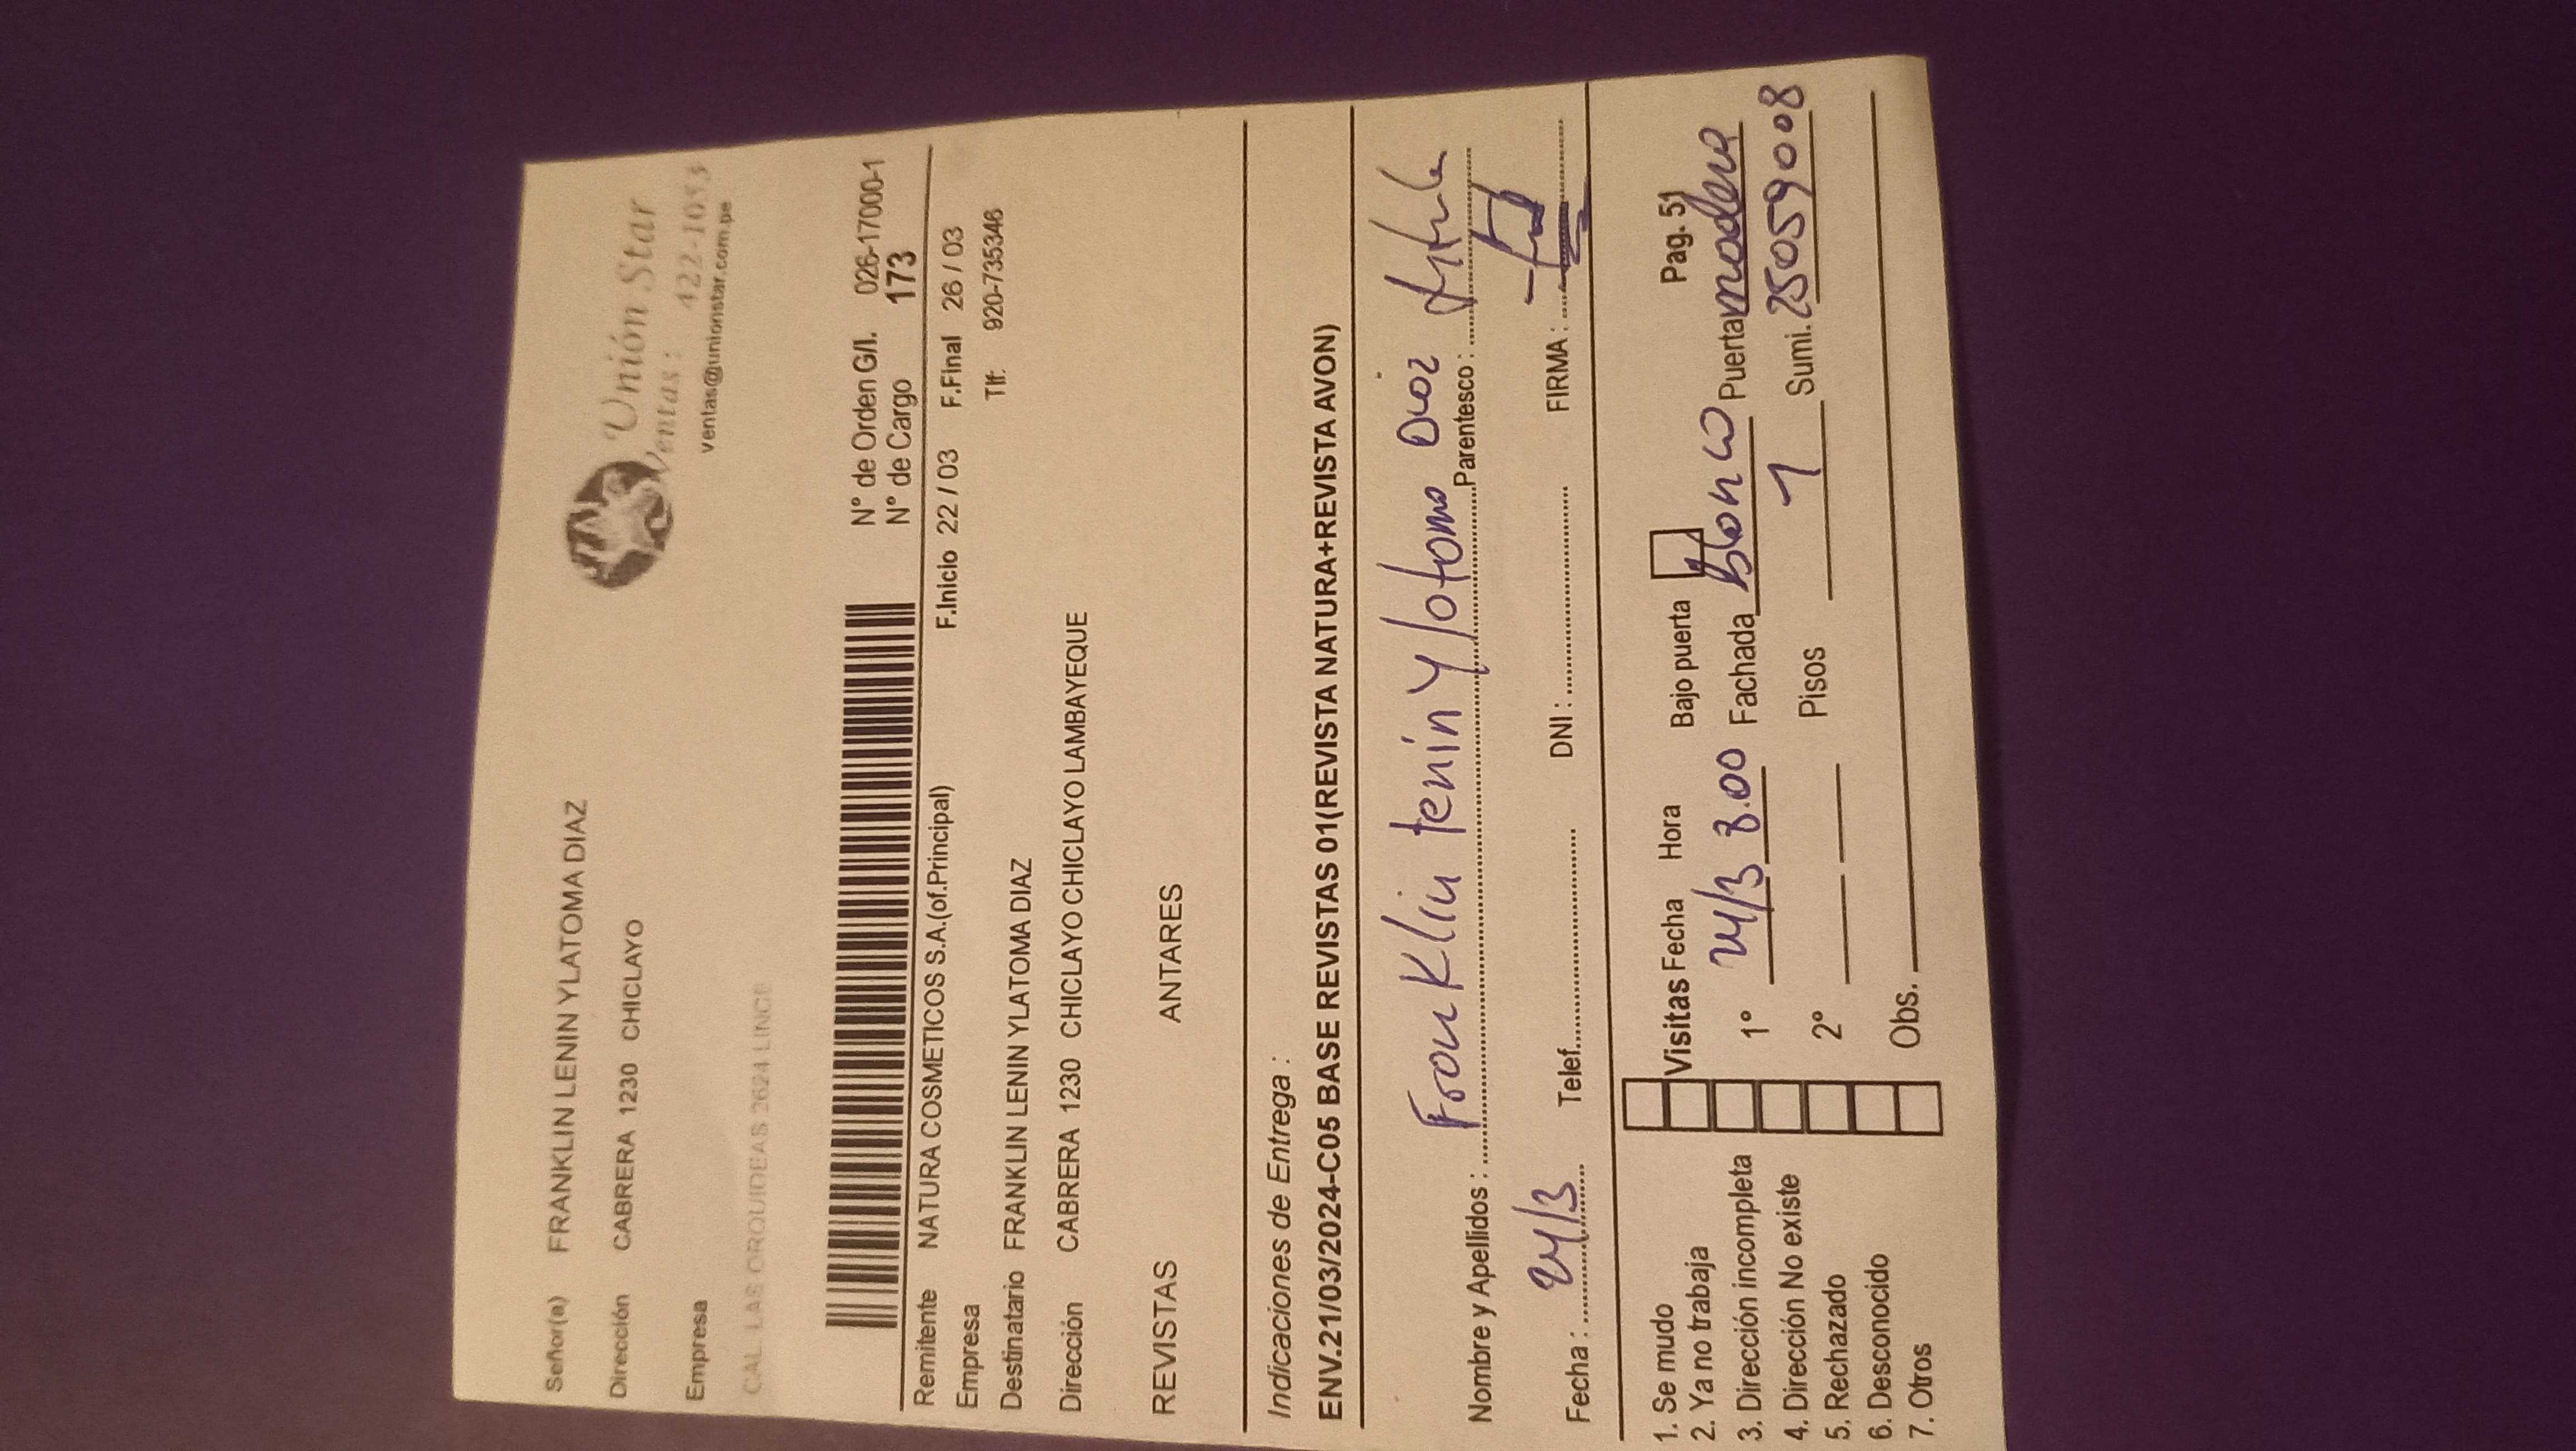 Unión Star
Ventas: 422-1053
ventas@unionstar.com.pe
Señor(a) FRANKLIN LENIN YLATOMA DIAZ
Dirección CABRERA 1230 CHICLAYO
Empresa
CAL. LAS ORQUIDEAS 2624 LINCE
N° de Orden G/I. 026-17000-1
N° de Cargo 173
Remitente NATURA COSMETICOS S.A.(of.Principal) F.Inicio 22 / 03 F.Final 26 / 03
Empresa Tlf: 920-735346
Destinatario FRANKLIN LENIN YLATOMA DIAZ
Dirección CABRERA 1230 CHICLAYO CHICLAYO LAMBAYEQUE
REVISTAS ANTARES
Indicaciones de Entrega :
ENV.21/03/2024-C05 BASE REVISTAS 01(REVISTA NATURA+REVISTA AVON)
Nombre y Apellidos : Franklin lenin Ylatoma Diaz Parentesco : titular
Fecha : 24/3 Telef. DNI : FIRMA :
1. Se mudo
2. Ya no trabaja
3. Dirección incompleta
4. Dirección No existe
5. Rechazado
6. Desconocido
7. Otros
Visitas Fecha Hora Bajo puerta Pag. 51
1° 24/3 3.00 Fachada blanco Puerta madera
2° Pisos 1 Sumi. 25059008
Obs.